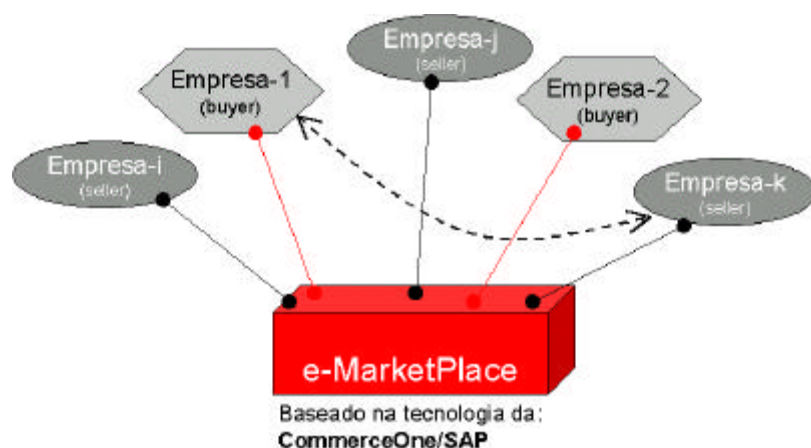 Empresa-j
(seller)
Empresa-1
(buyer)
Empresa-2
(buyer)
Empresa-i
(seller)
Empresa-k
(seller)
e-MarketPlace
Baseado na tecnologia da:
CommerceOne/SAP